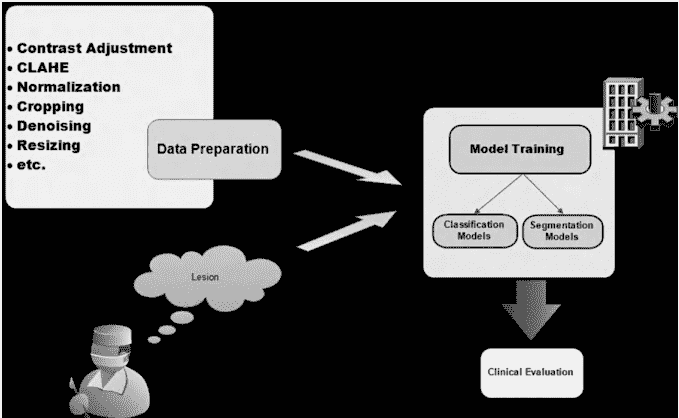 • Contrast Adjustment
• CLAHE
• Normalization
• Cropping
• Denoising
• Resizing
• etc.
Data Preparation
Lesion
Model Training
Classification
Models
Segmentation
Models
Clinical Evaluation